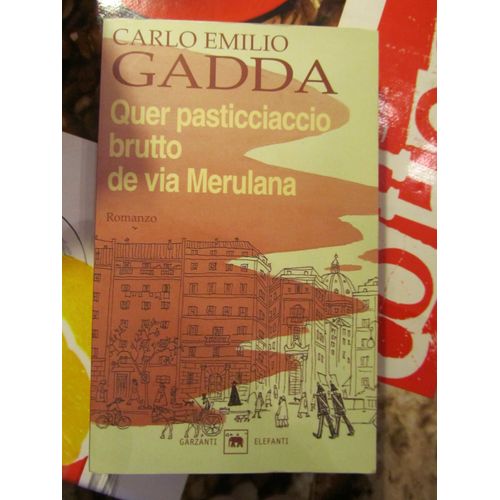 CARLO EMILIO
GADDA
Quer pasticciaccio
brutto
de via Merulana
Romanzo
GARZANTI ELEFANTI